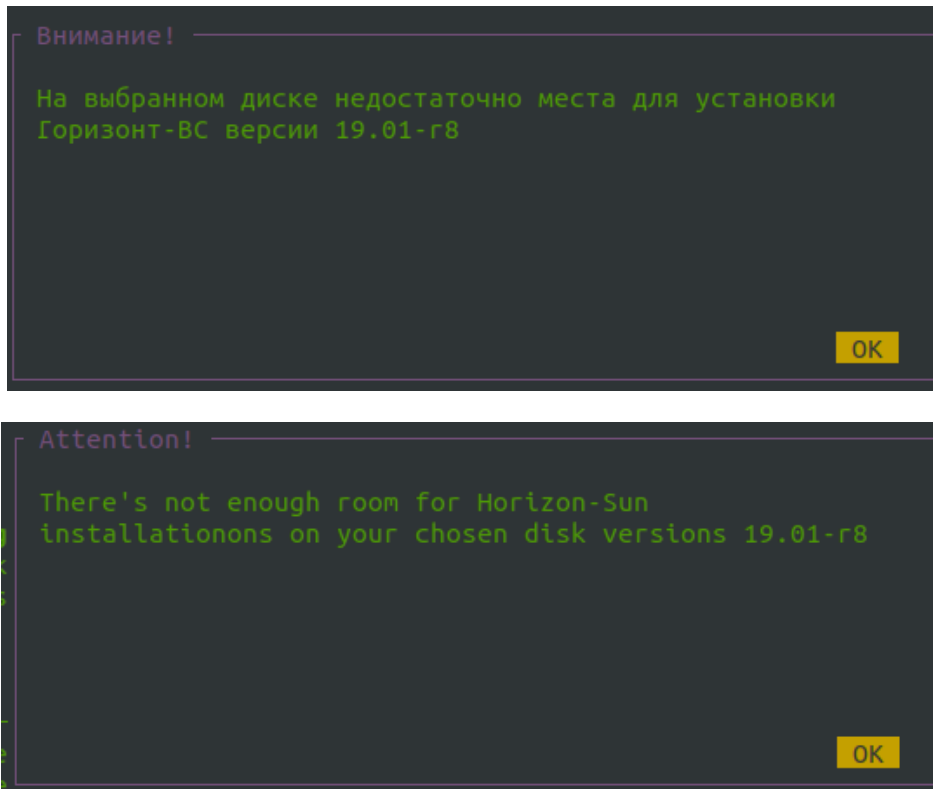 Внимание!
На выбранном диске недостаточно места для установки
Горизонт-ВС версии 19.01-r8
OK
Attention!
There's not enough room for Horizon-Sun
installationons on your chosen disk versions 19.01-r8
OK